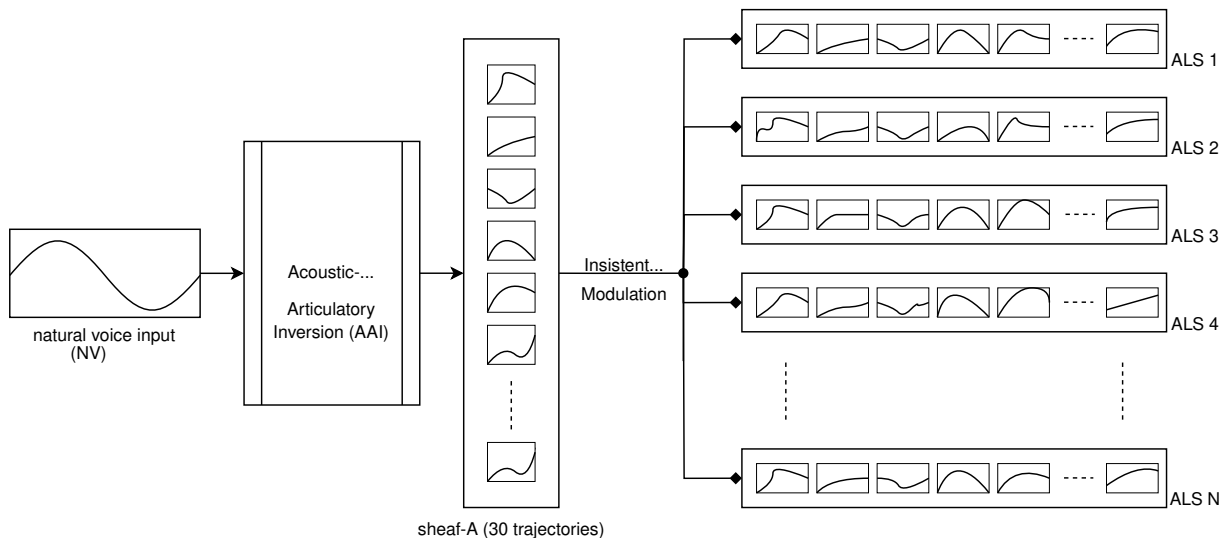 natural voice input
(NV)
Acoustic-...
Articulatory
Inversion (AAI)
sheaf-A (30 trajectories)
Insistent...
Modulation
ALS 1
ALS 2
ALS 3
ALS 4
ALS N